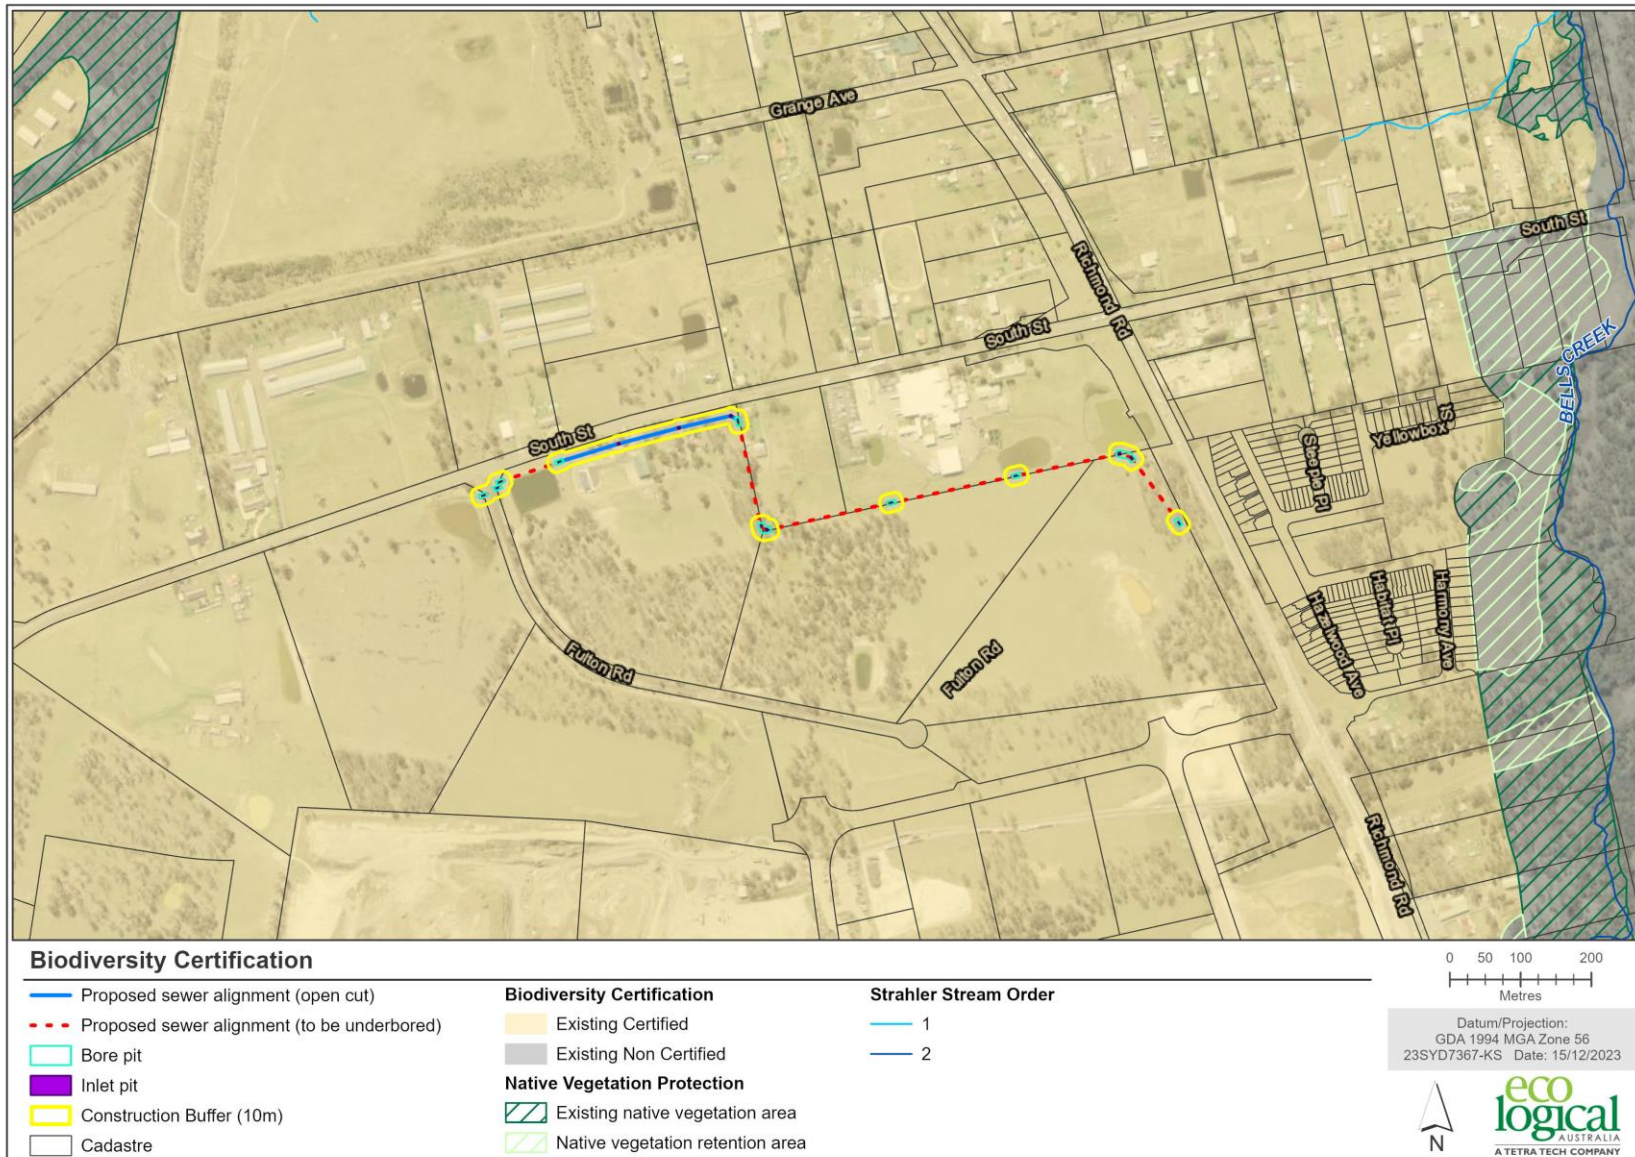 Grange Ave
Richmond Rd
South St
South St
South St
BELLS CREEK
Yellowbox St
Steeple Pl
Fulton Rd
Fulton Rd
Hazelwood Ave
Habitat Pl
Harmony Ave
Richmond Rd
Biodiversity Certification
Proposed sewer alignment (open cut)
Proposed sewer alignment (to be underbored)
Bore pit
Inlet pit
Construction Buffer (10m)
Cadastre
Biodiversity Certification
Existing Certified
Existing Non Certified
Native Vegetation Protection
Existing native vegetation area
Native vegetation retention area
Strahler Stream Order
1
2
0 50 100 200
Metres
Datum/Projection:
GDA 1994 MGA Zone 56
23SYD7367-KS Date: 15/12/2023
N
eco
logical
AUSTRALIA
A TETRA TECH COMPANY